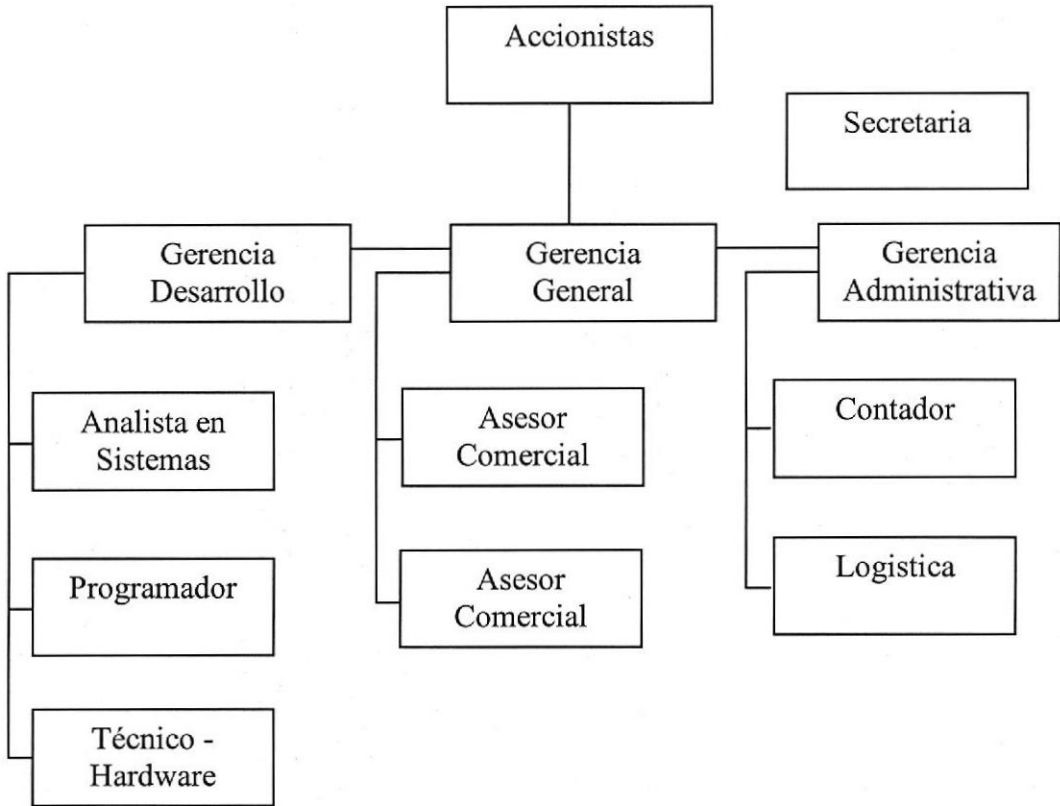 Accionistas
Secretaria
Gerencia
Desarrollo
Gerencia
General
Gerencia
Administrativa
Analista en
Sistemas
Asesor
Comercial
Contador
Programador
Asesor
Comercial
Logistica
Técnico -
Hardware